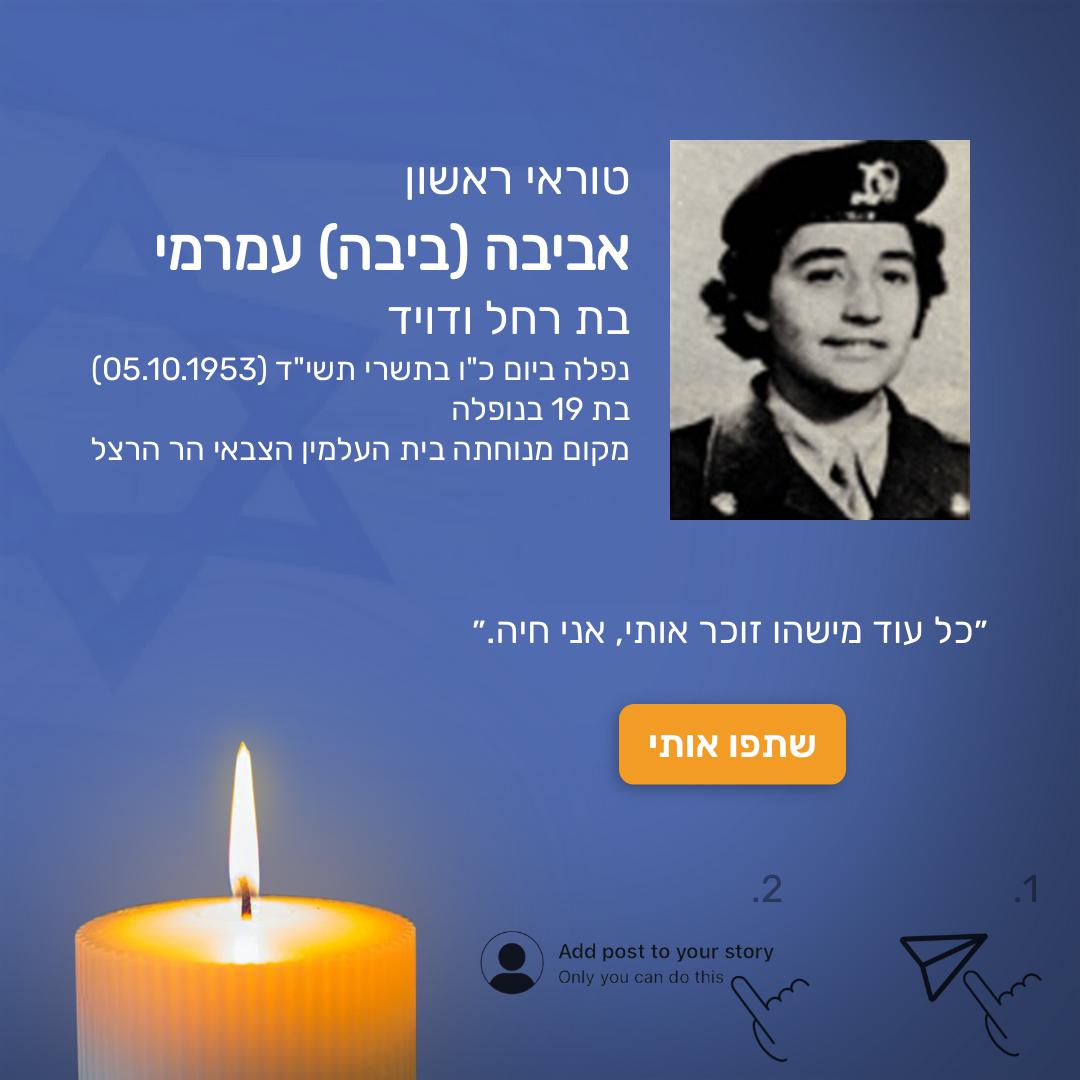 טוראי ראשון
אביבה (ביבה) עמרמי
בת רחל ודויד
נפלה ביום כ"ו בתשרי תשי"ד (05.10.1953)
בת 19 בנופלה
מקום מנוחתה בית העלמין הצבאי הר הרצל
״כל עוד מישהו זוכר אותי, אני חיה.״
שתפו אותי
.1
.2
Add post to your story
Only you can do this